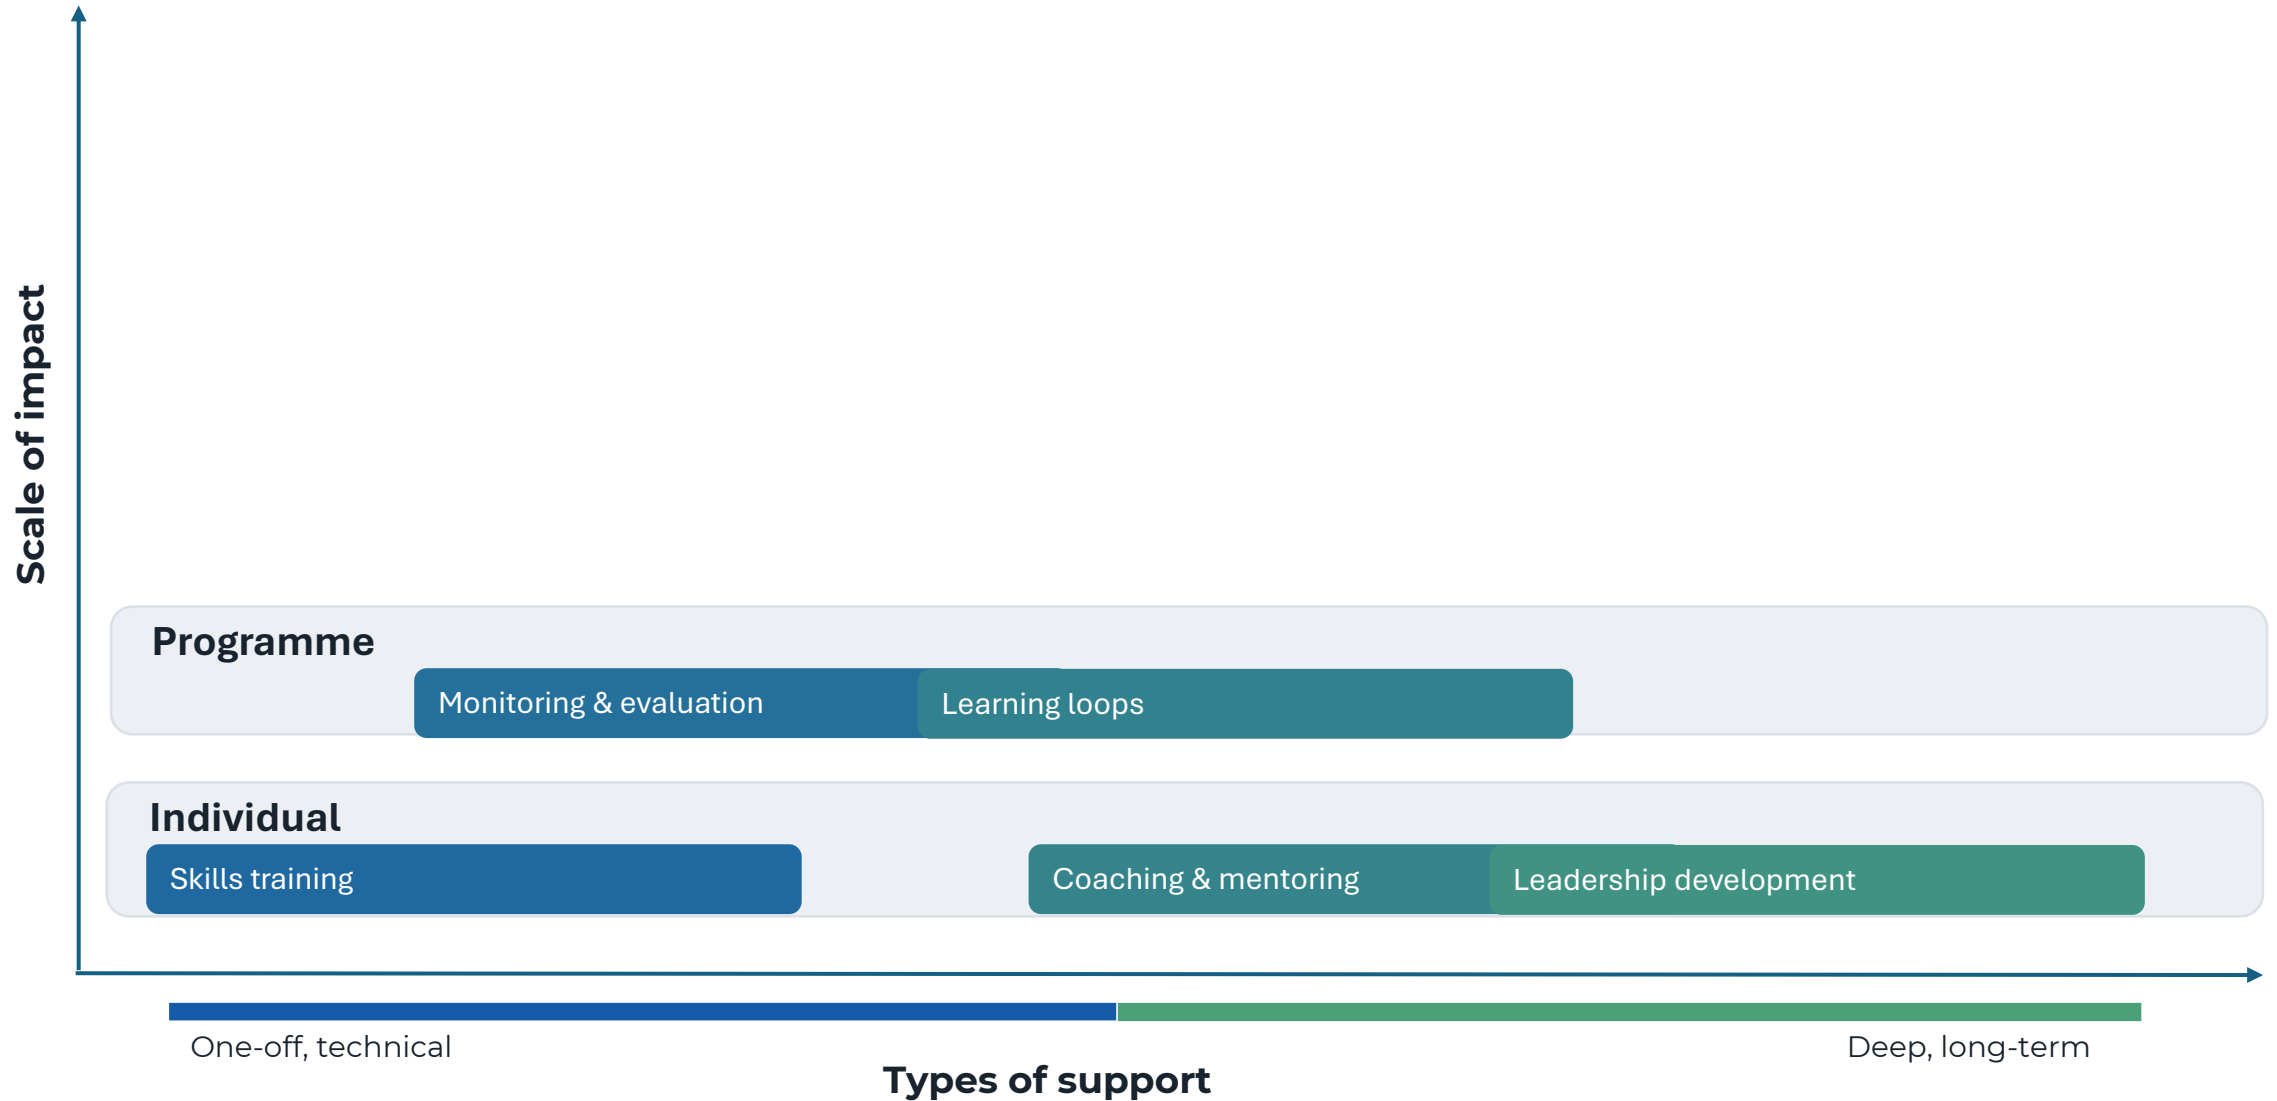 Scale of impact
Programme
Monitoring & evaluation
Learning loops
Individual
Skills training
Coaching & mentoring
Leadership development
One-off, technical
Deep, long-term
Types of support